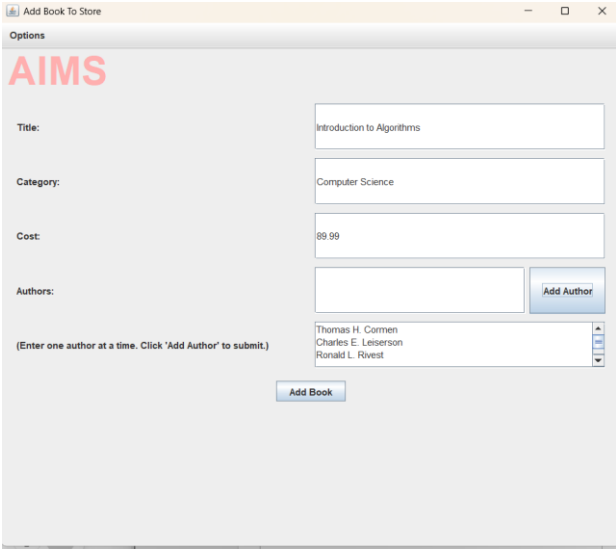 Add Book To Store
Options
AIMS
Title:
Introduction to Algorithms
Category:
Computer Science
Cost:
89.99
Authors:
Add Author
(Enter one author at a time. Click 'Add Author' to submit.)
Thomas H. Cormen
Charles E. Leiserson
Ronald L. Rivest
Add Book